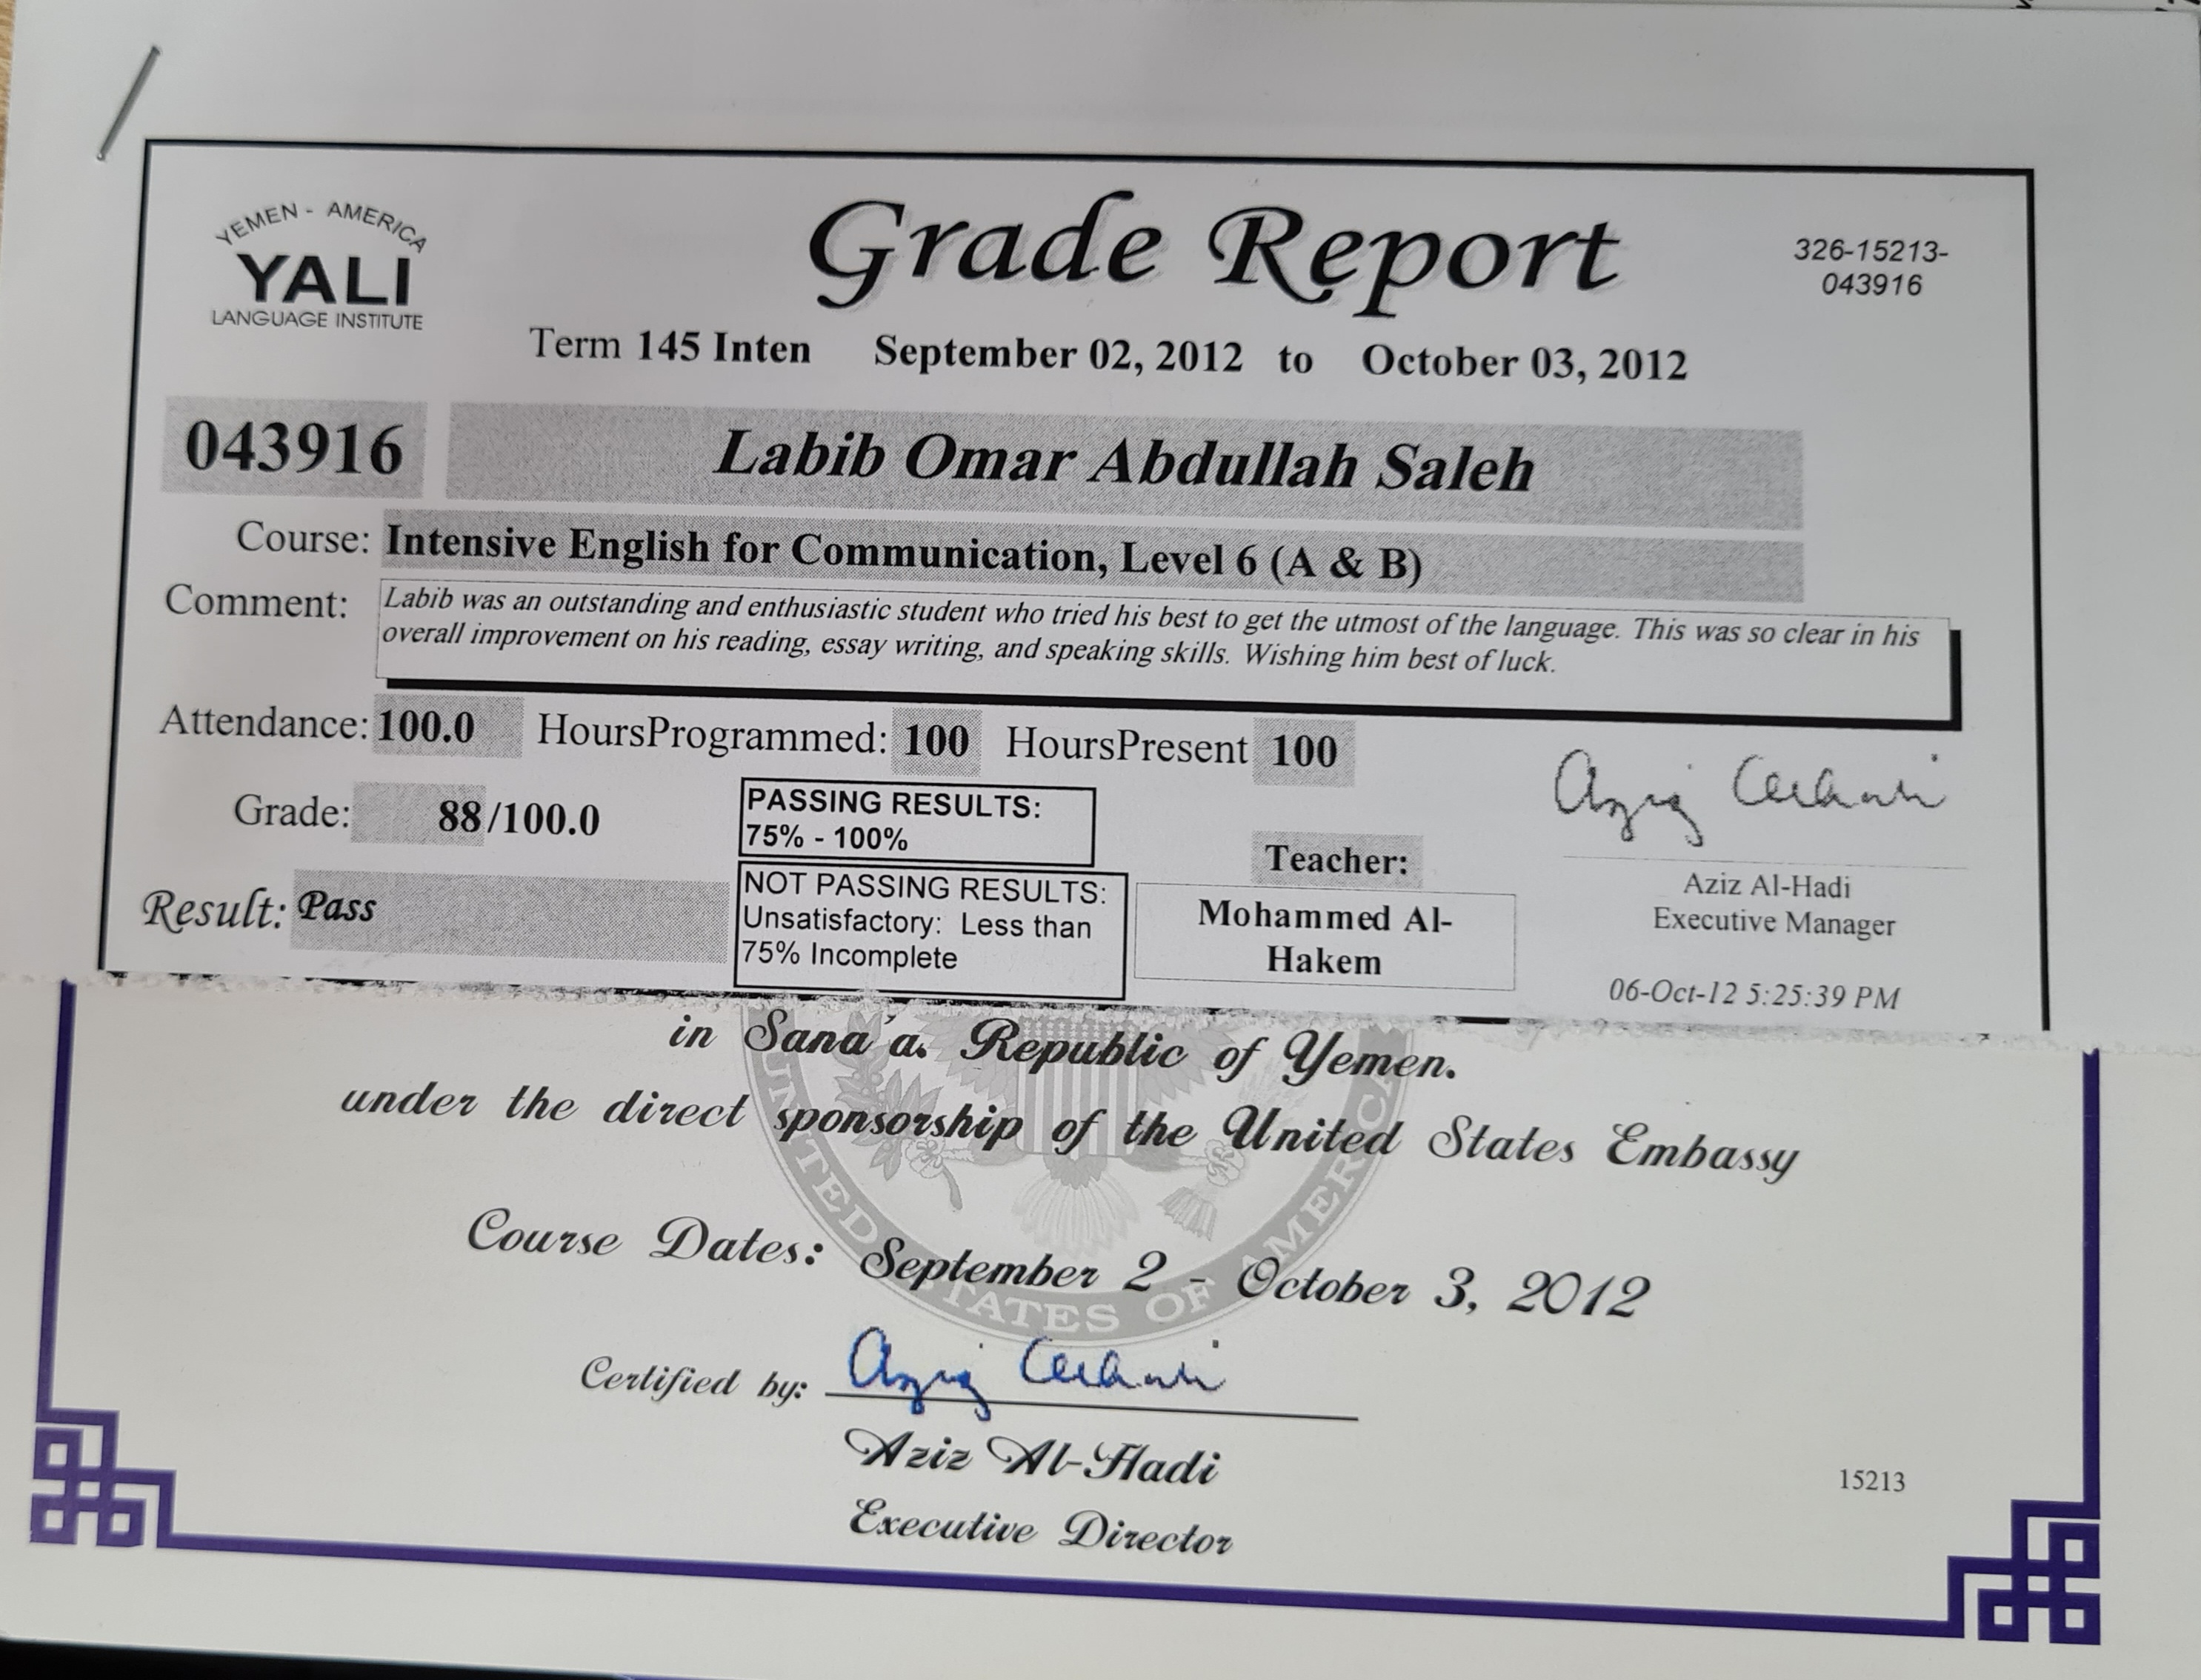 YEMEN - AMERICA
YALI
LANGUAGE INSTITUTE
Grade Report
326-15213-
043916
Term 145 Inten September 02, 2012 to October 03, 2012
043916 Labib Omar Abdullah Saleh
Course: Intensive English for Communication, Level 6 (A & B)
Comment: Labib was an outstanding and enthusiastic student who tried his best to get the utmost of the language. This was so clear in his
overall improvement on his reading, essay writing, and speaking skills. Wishing him best of luck.
Attendance: 100.0 HoursProgrammed: 100 HoursPresent 100
Grade: 88/100.0
PASSING RESULTS:
75% - 100%
Result: Pass
NOT PASSING RESULTS:
Unsatisfactory: Less than
75% Incomplete
Teacher:
Mohammed Al-
Hakem
Aziz Al-Hadi
Executive Manager
06-Oct-12 5:25:39 PM
in Sana'a. Republic of Yemen.
under the direct sponsorship of the United States Embassy
UNITED STATES OF AMERICA
Course Dates: September 2 - October 3, 2012
Certified by:
Aziz Al-Hadi
Executive Director
15213